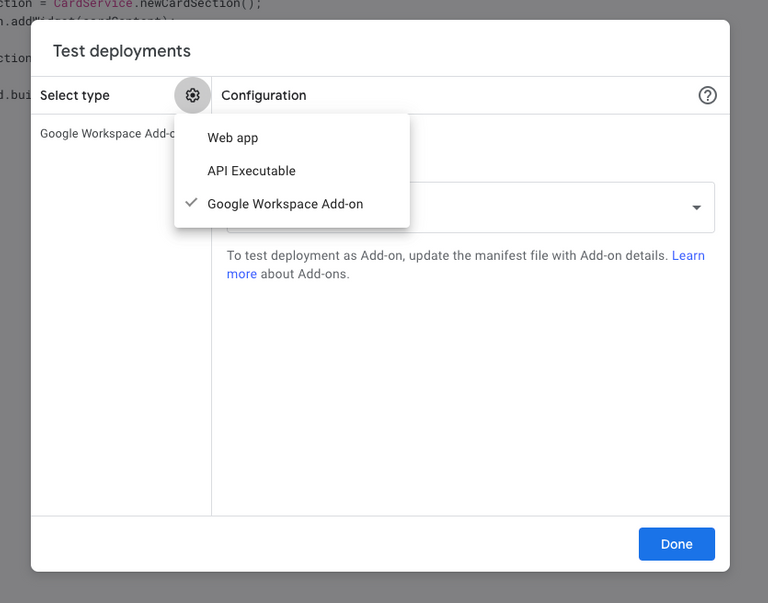 ction = CardService.newCardSection();
n.addWidget(cardContent);
ction
d.bui
Test deployments
Select type
Configuration
Google Workspace Add-o
Web app
API Executable
Google Workspace Add-on
To test deployment as Add-on, update the manifest file with Add-on details. Learn
more about Add-ons.
Done